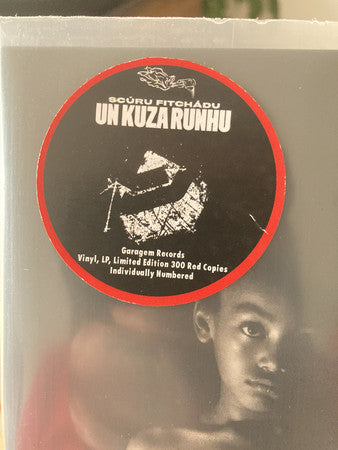 SCÚRU FITCHÁDU
UN KUZA RUNHU
Garagem Records
Vinyl, LP, Limited Edition 300 Red Copies
Individually Numbered